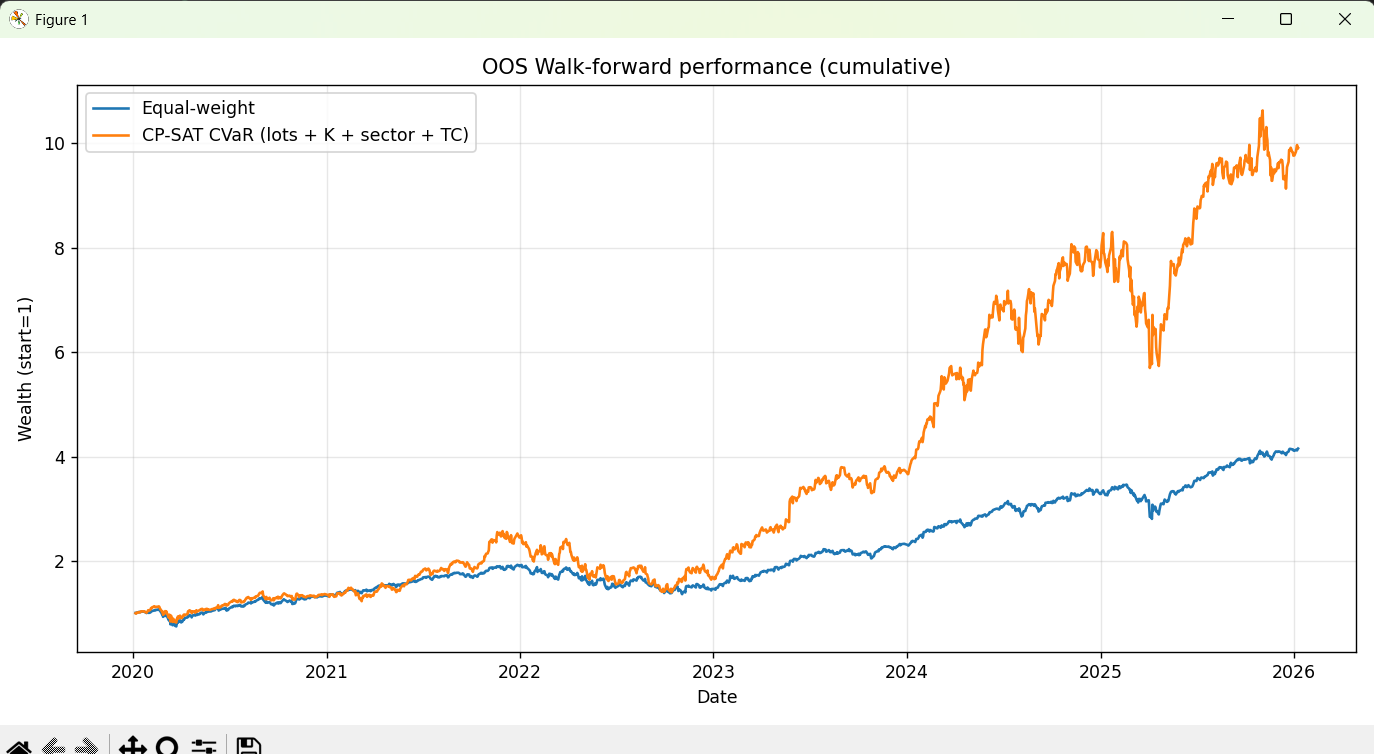 Figure 1
OOS Walk-forward performance (cumulative)
Equal-weight
CP-SAT CVaR (lots + K + sector + TC)
Wealth (start=1)
10
8
6
4
2
2020
2021
2022
2023
2024
2025
2026
Date